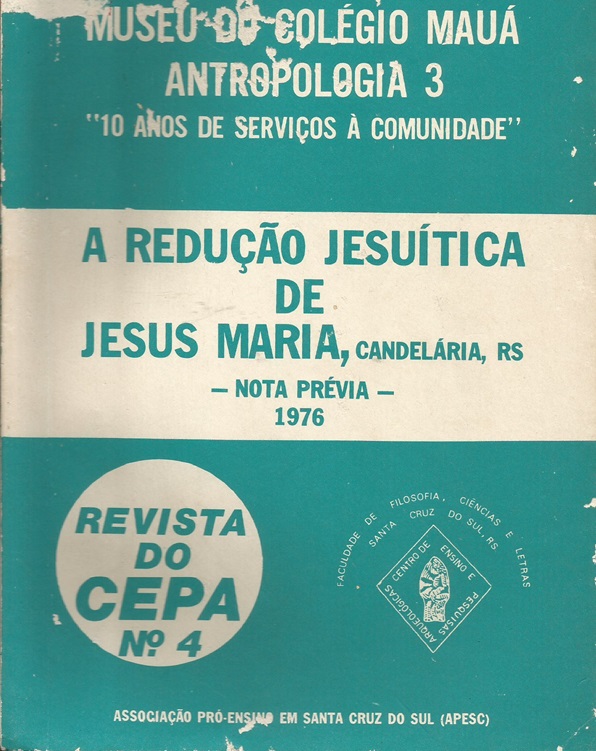 MUSEU DO COLÉGIO MAUÁ
ANTROPOLOGIA 3
"10 ANOS DE SERVIÇOS À COMUNIDADE"
A REDUÇÃO JESUÍTICA
DE
JESUS MARIA, CANDELÁRIA, RS
— NOTA PRÉVIA —
1976
REVISTA
DO
CEPA
Nº 4
FACULDADE DE FILOSOFIA, CIÊNCIAS E LETRAS
SANTA CRUZ DO SUL, RS
CENTRO DE ENSINO E
PESQUISAS
ARQUEOLÓGICAS
ASSOCIAÇÃO PRÓ-ENSINO EM SANTA CRUZ DO SUL (APESC)